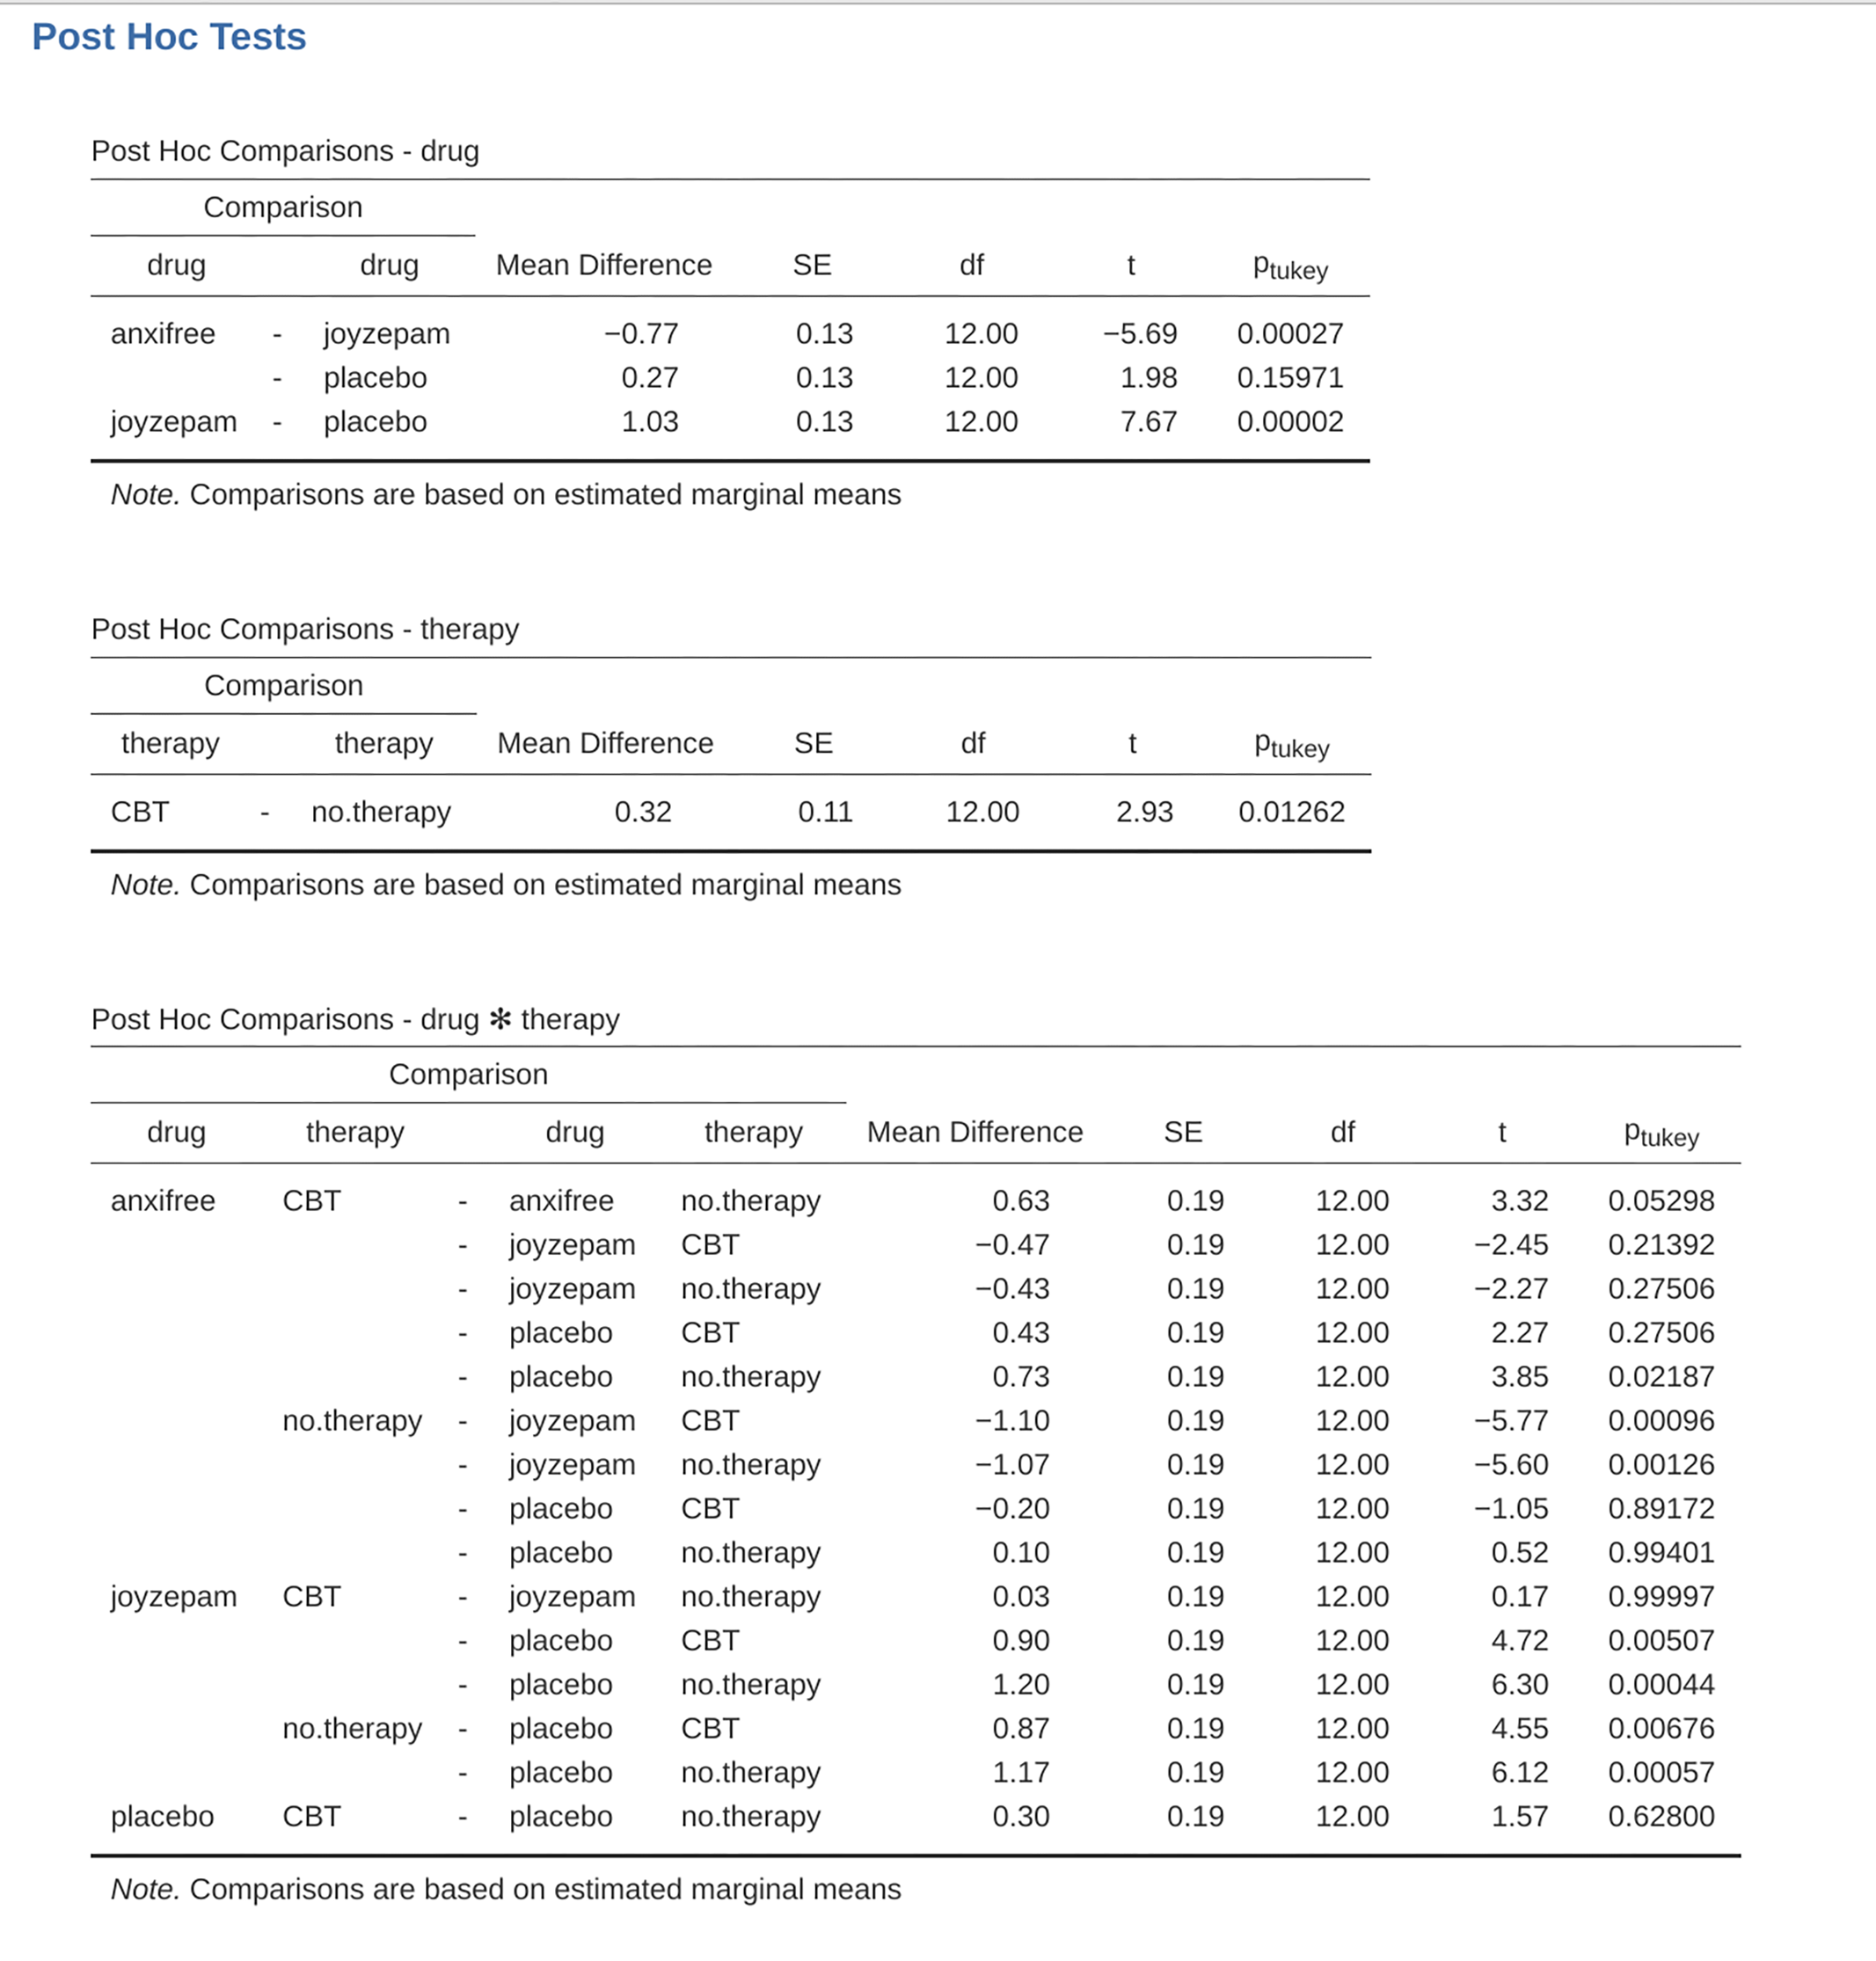 Post Hoc Tests
Post Hoc Comparisons - drug
Comparison
drug drug Mean Difference SE df t ptukey
anxifree - joyzepam −0.77 0.13 12.00 −5.69 0.00027
- placebo 0.27 0.13 12.00 1.98 0.15971
joyzepam - placebo 1.03 0.13 12.00 7.67 0.00002
Note. Comparisons are based on estimated marginal means
Post Hoc Comparisons - therapy
Comparison
therapy therapy Mean Difference SE df t ptukey
CBT - no.therapy 0.32 0.11 12.00 2.93 0.01262
Note. Comparisons are based on estimated marginal means
Post Hoc Comparisons - drug ✻ therapy
Comparison
drug therapy drug therapy Mean Difference SE df t ptukey
anxifree CBT - anxifree no.therapy 0.63 0.19 12.00 3.32 0.05298
- joyzepam CBT −0.47 0.19 12.00 −2.45 0.21392
- joyzepam no.therapy −0.43 0.19 12.00 −2.27 0.27506
- placebo CBT 0.43 0.19 12.00 2.27 0.27506
- placebo no.therapy 0.73 0.19 12.00 3.85 0.02187
no.therapy - joyzepam CBT −1.10 0.19 12.00 −5.77 0.00096
- joyzepam no.therapy −1.07 0.19 12.00 −5.60 0.00126
- placebo CBT −0.20 0.19 12.00 −1.05 0.89172
- placebo no.therapy 0.10 0.19 12.00 0.52 0.99401
joyzepam CBT - joyzepam no.therapy 0.03 0.19 12.00 0.17 0.99997
- placebo CBT 0.90 0.19 12.00 4.72 0.00507
- placebo no.therapy 1.20 0.19 12.00 6.30 0.00044
no.therapy - placebo CBT 0.87 0.19 12.00 4.55 0.00676
- placebo no.therapy 1.17 0.19 12.00 6.12 0.00057
placebo CBT - placebo no.therapy 0.30 0.19 12.00 1.57 0.62800
Note. Comparisons are based on estimated marginal means